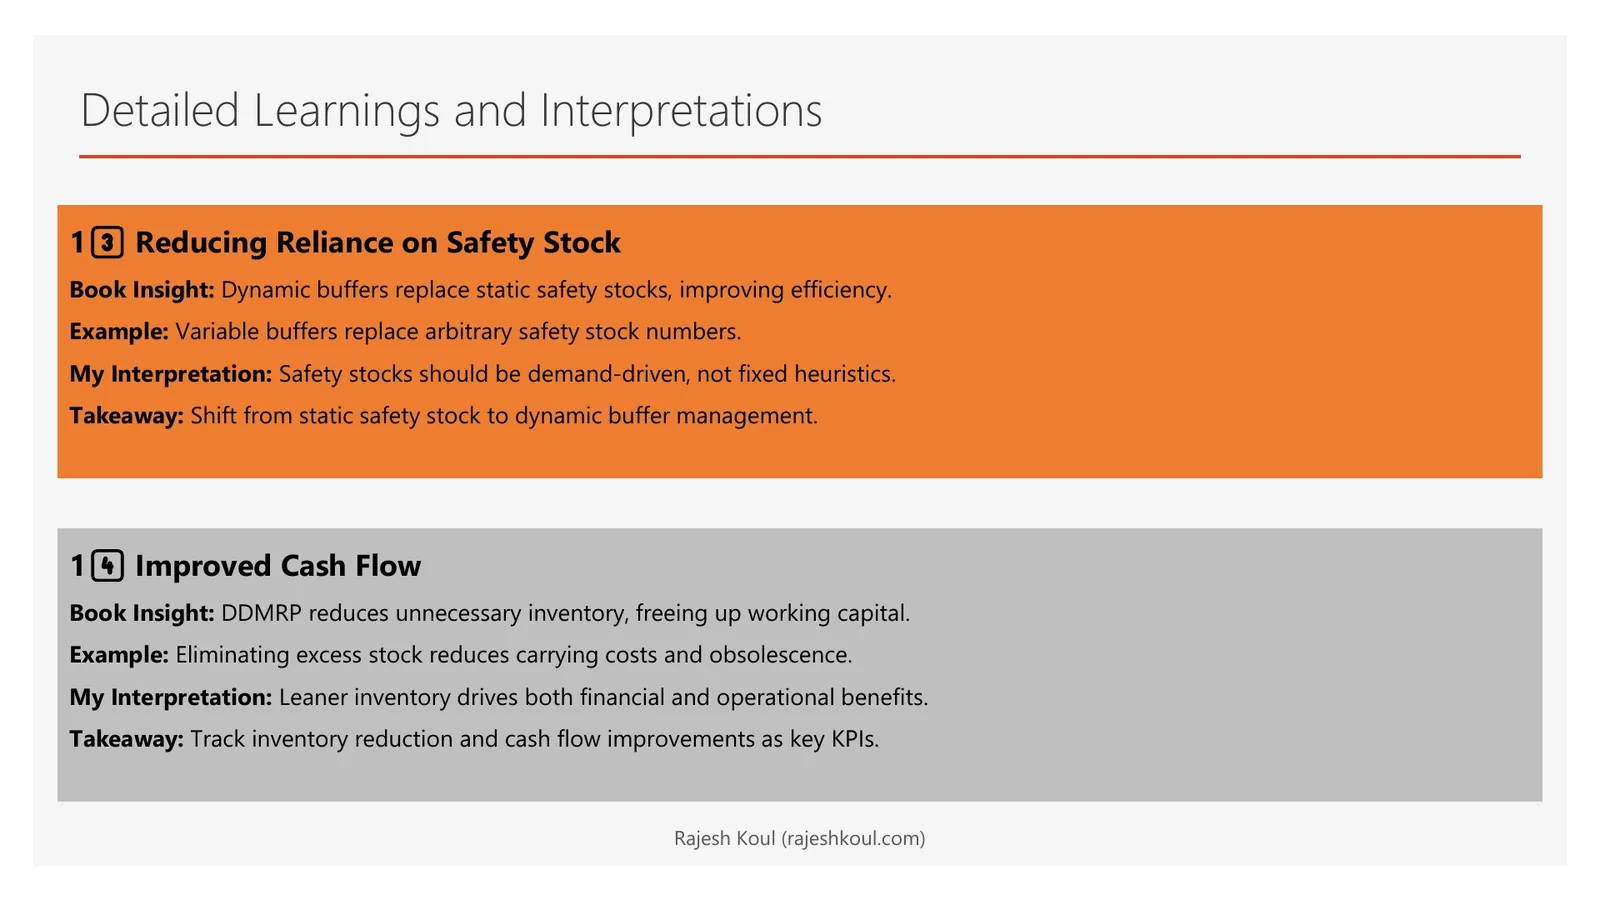 Detailed Learnings and Interpretations
1 3 Reducing Reliance on Safety Stock
Book Insight: Dynamic buffers replace static safety stocks, improving efficiency.
Example: Variable buffers replace arbitrary safety stock numbers.
My Interpretation: Safety stocks should be demand-driven, not fixed heuristics.
Takeaway: Shift from static safety stock to dynamic buffer management.
1 4 Improved Cash Flow
Book Insight: DDMRP reduces unnecessary inventory, freeing up working capital.
Example: Eliminating excess stock reduces carrying costs and obsolescence.
My Interpretation: Leaner inventory drives both financial and operational benefits.
Takeaway: Track inventory reduction and cash flow improvements as key KPIs.
Rajesh Koul (rajeshkoul.com)